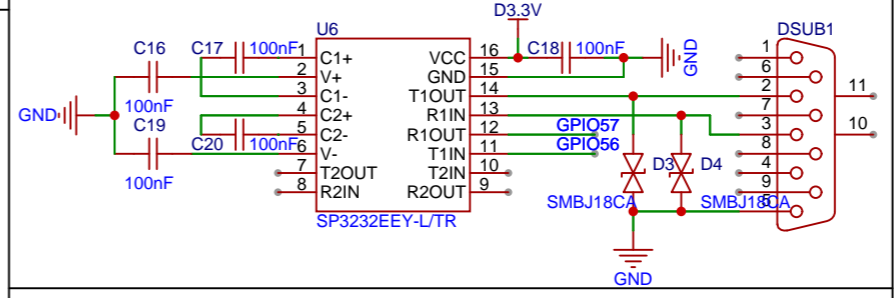 D3.3V
U6
DSUB1
C16
C17
100nF
1
C1+
VCC
16
C18
100nF
GND
1
2
V+
GND
15
6
3
C1-
T1OUT
14
2
11
100nF
4
C2+
R1IN
13
7
GND
C19
C20
100nF
5
C2-
R1OUT
12
GPIO57
3
10
6
V-
T1IN
11
GPIO56
8
100nF
7
T2OUT
T2IN
10
D3
D4
4
8
R2IN
R2OUT
9
9
SMBJ18CA
SMBJ18CA
5
SP3232EEY-L/TR
GND